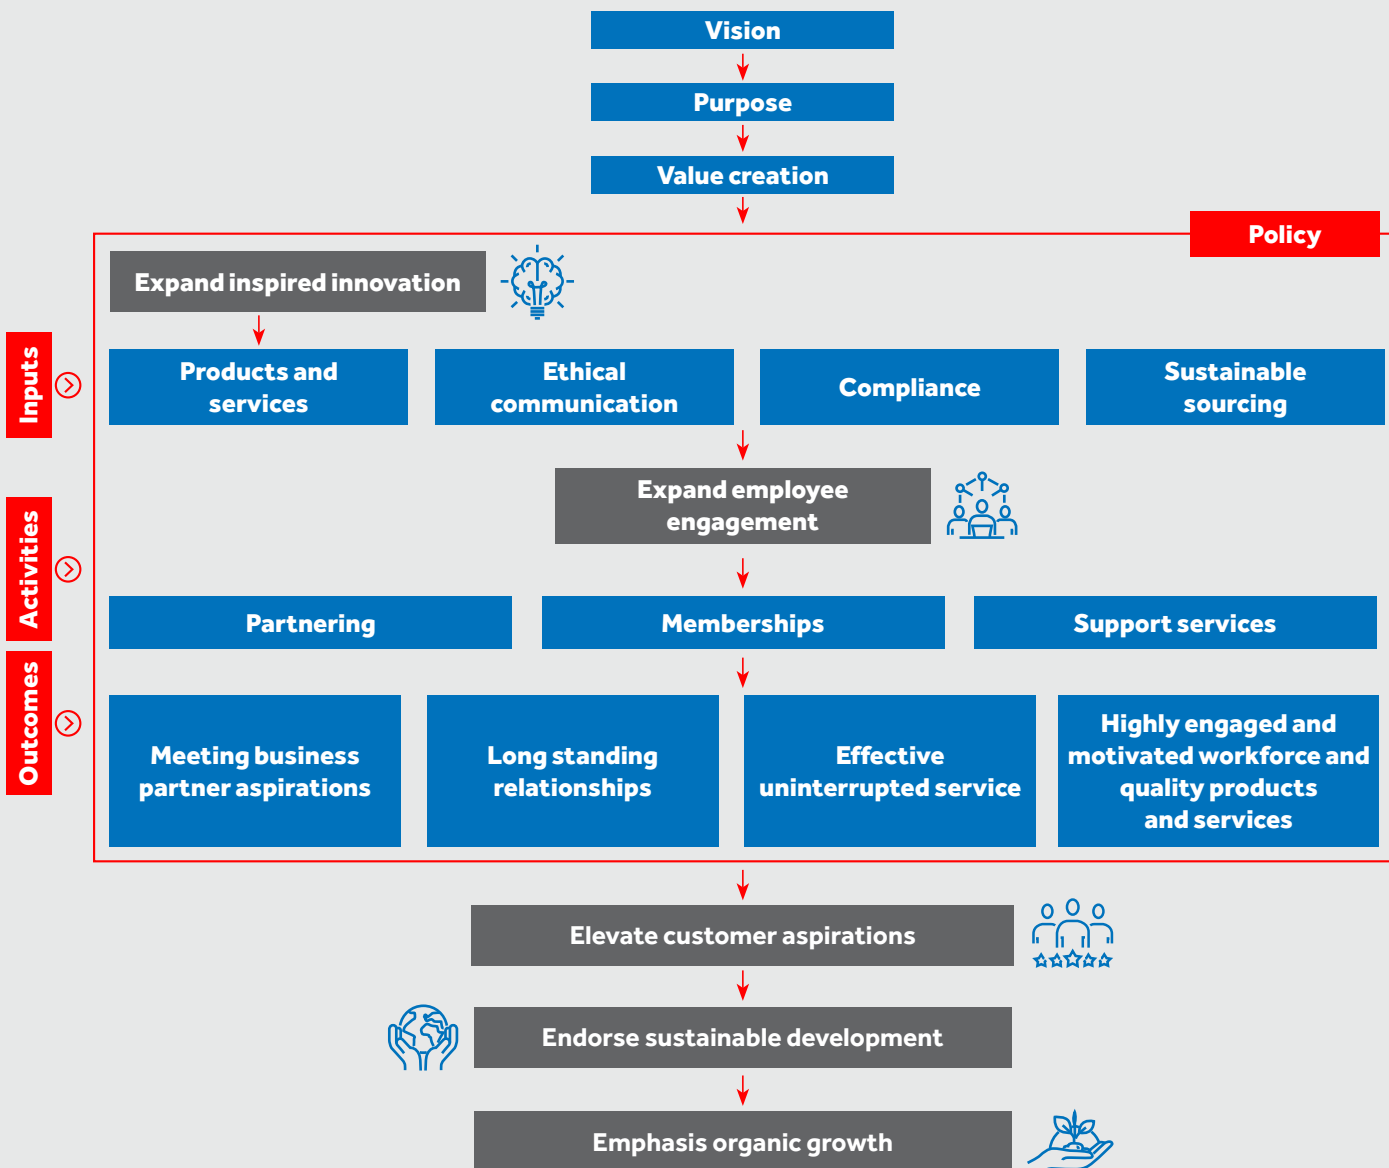 Vision
Purpose
Value creation
Policy
Expand inspired innovation
Inputs
Products and
services
Ethical
communication
Compliance
Sustainable
sourcing
Expand employee
engagement
Activities
Partnering
Memberships
Support services
Outcomes
Meeting business
partner aspirations
Long standing
relationships
Effective
uninterrupted service
Highly engaged and
motivated workforce and
quality products
and services
Elevate customer aspirations
Endorse sustainable development
Emphasis organic growth